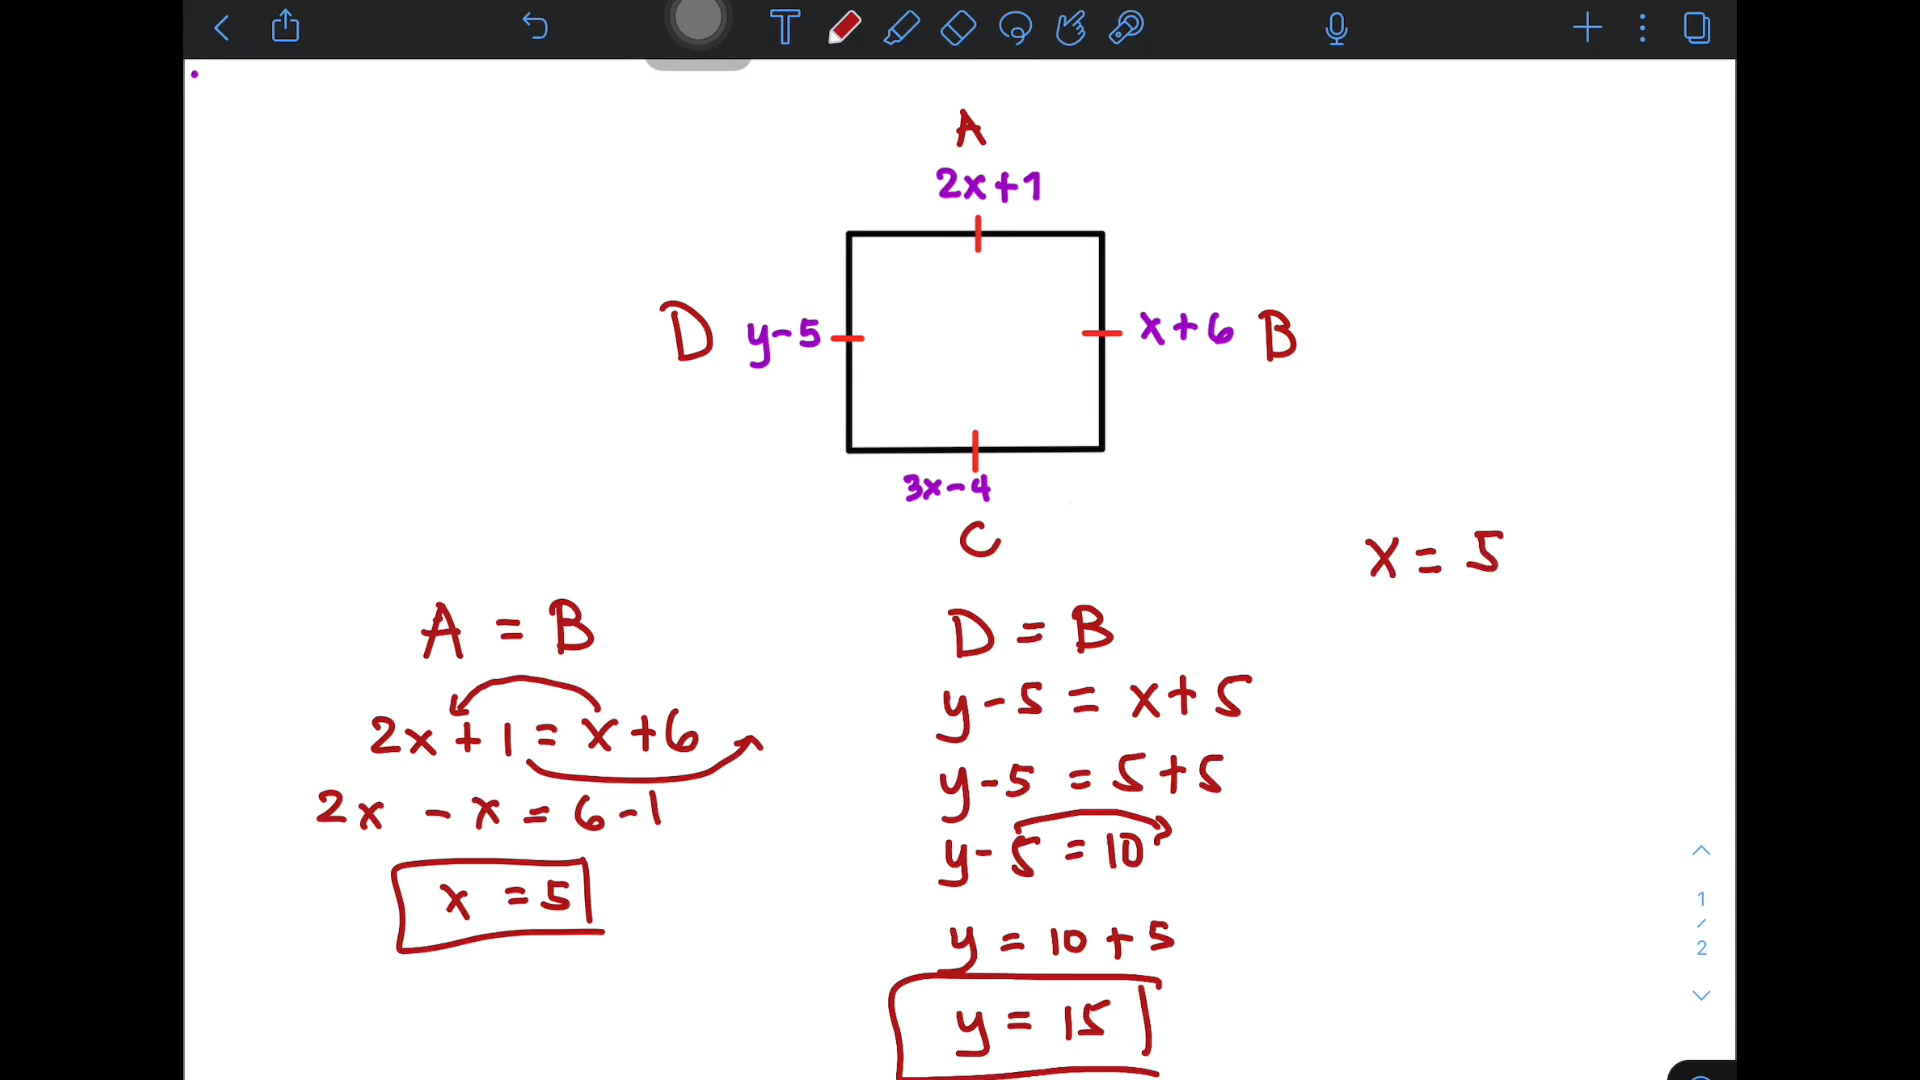 A
2x+1
D y-5 x+6 B
3x-4
C
x = 5
A = B
2x+1 = x+6
2x - x = 6-1
x = 5
D = B
y-5 = x+5
y-5 = 5+5
y-5 = 10
y = 10+5
y = 15
1
/
2